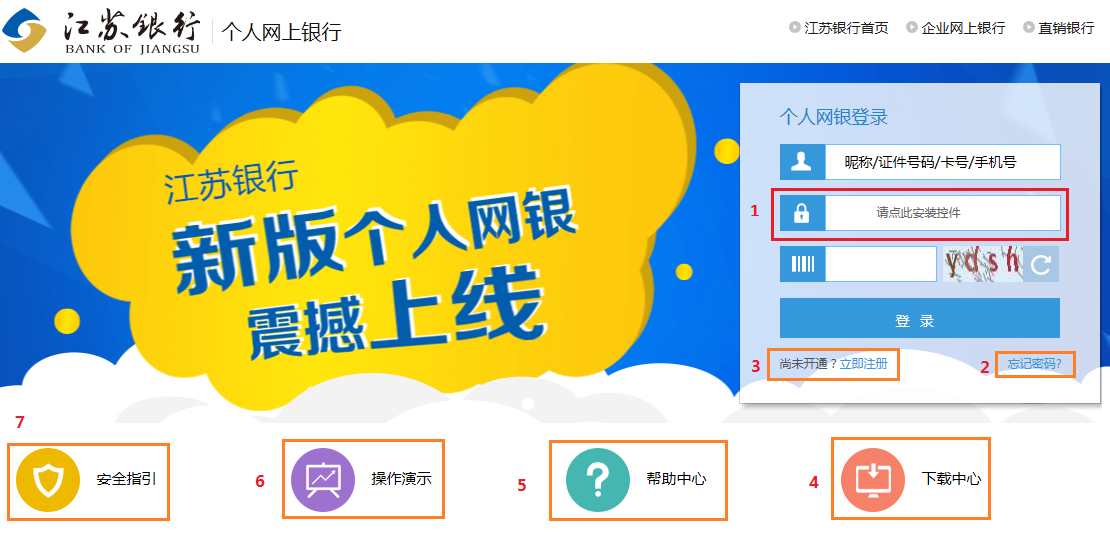 江苏银行
BANK OF JIANGSU
个人网上银行
江苏银行首页
企业网上银行
直销银行
江苏银行
新版个人网银
震撼上线
个人网银登录
昵称/证件号码/卡号/手机号
1
请点此安装控件
ydsh
登 录
3
尚未开通？立即注册
2
忘记密码?
7
安全指引
6
操作演示
5
帮助中心
4
下载中心